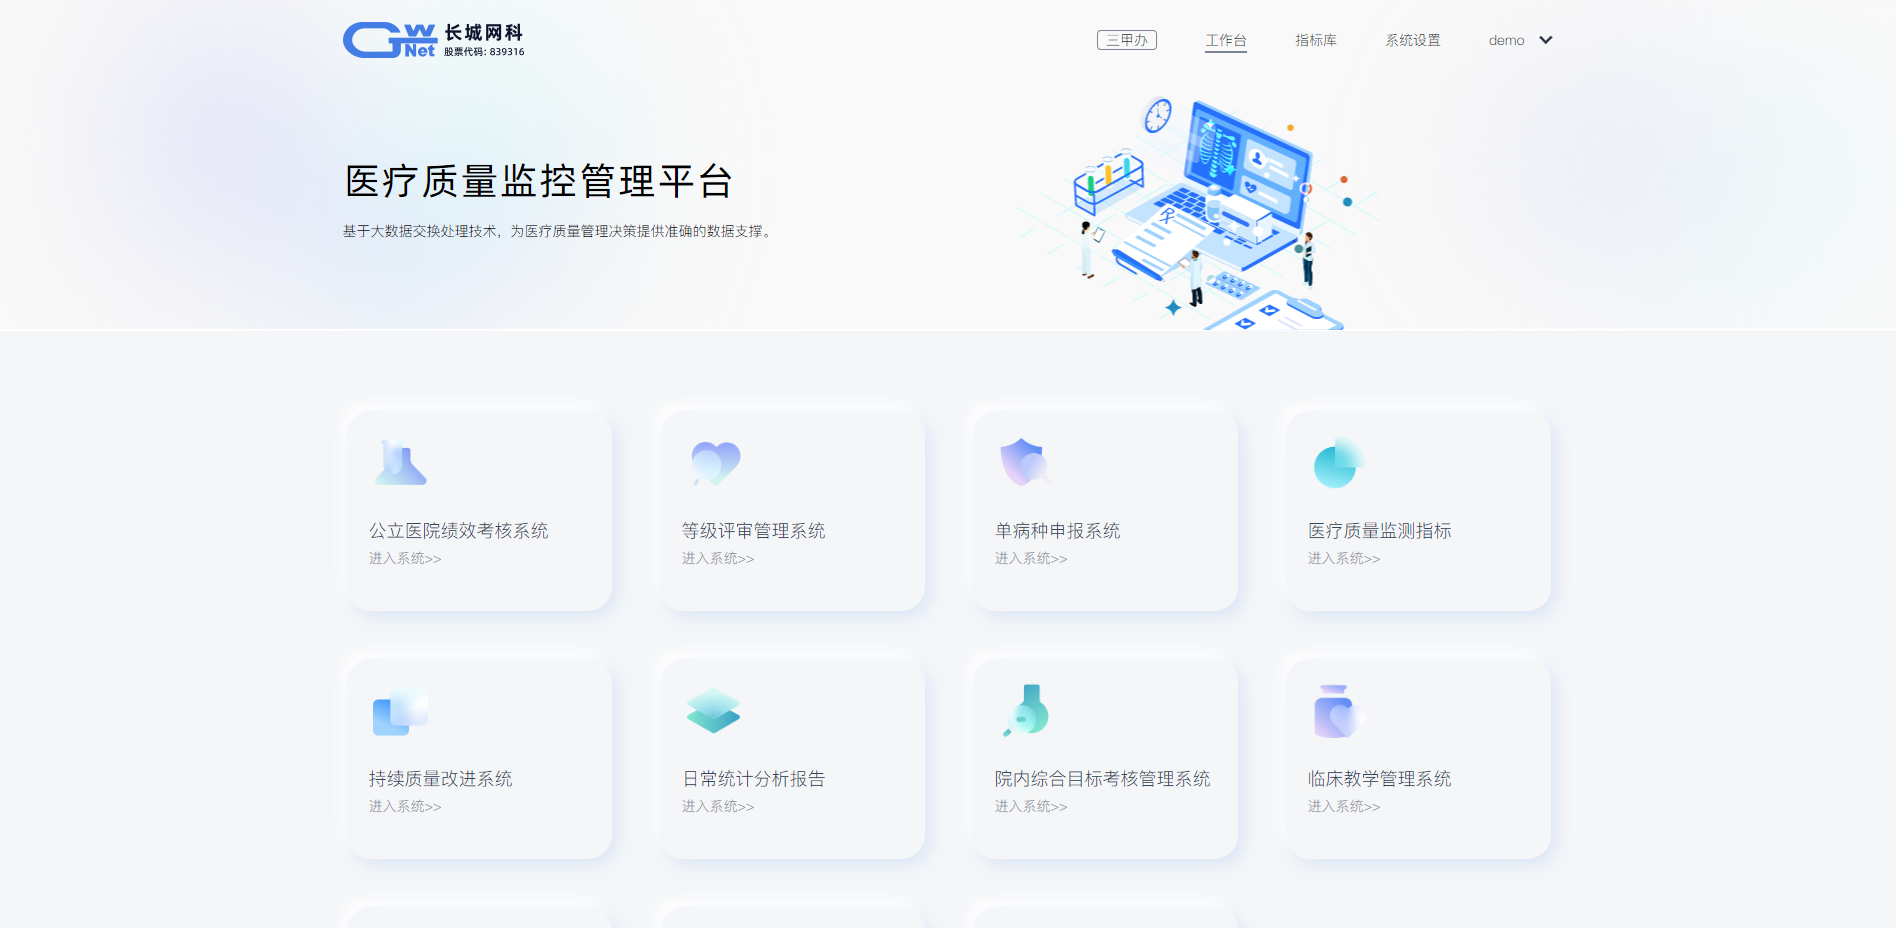 GW Net 长城网科
股票代码: 839316
三甲办 工作台 指标库 系统设置 demo
医疗质量监控管理平台
基于大数据交换处理技术，为医疗质量管理决策提供准确的数据支撑。
公立医院绩效考核系统 等级评审管理系统 单病种申报系统 医疗质量监测指标
进入系统>> 进入系统>> 进入系统>> 进入系统>>
持续质量改进系统 日常统计分析报告 院内综合目标考核管理系统 临床教学管理系统
进入系统>> 进入系统>> 进入系统>> 进入系统>>